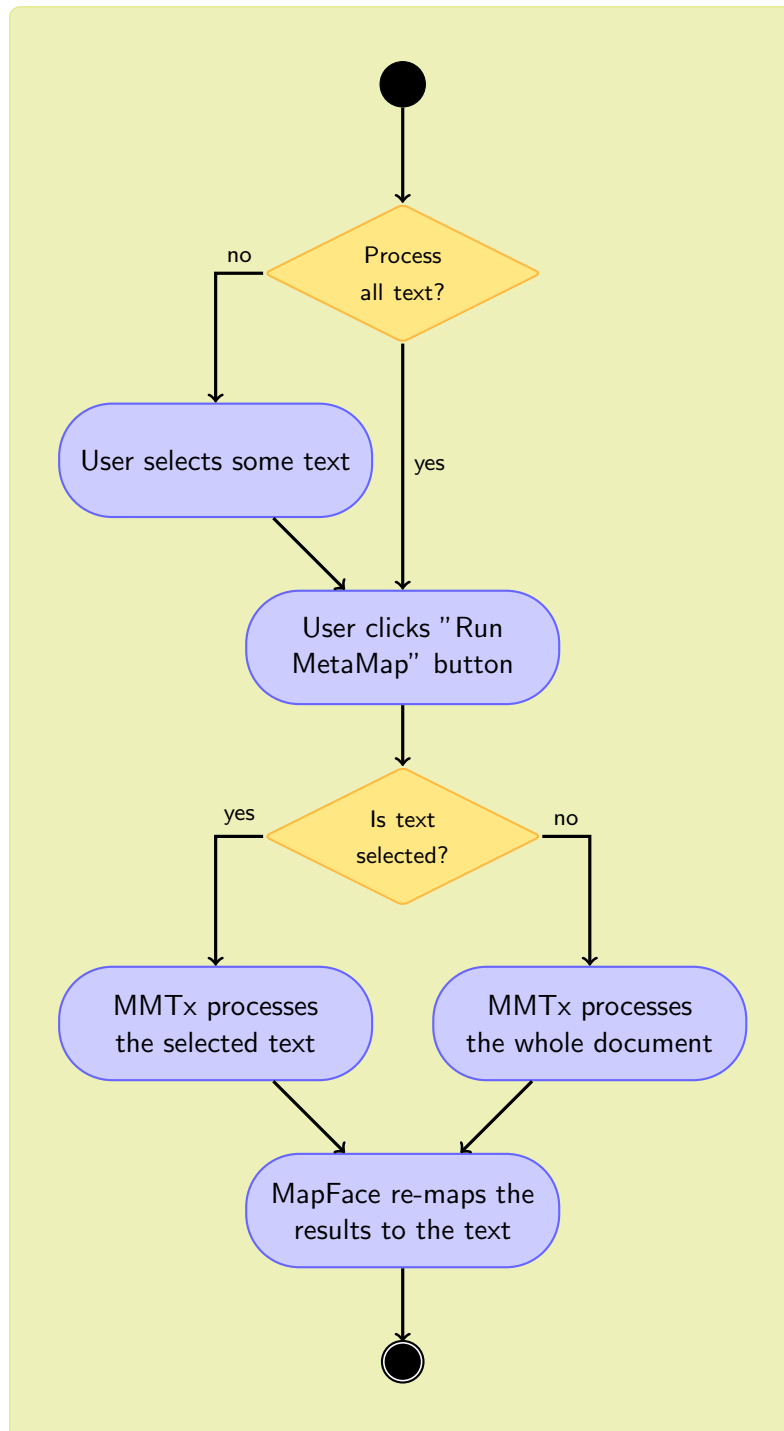 Process
all text?
no
User selects some text
yes
User clicks ”Run
MetaMap” button
Is text
selected?
yes
no
MMTx processes
the selected text
MMTx processes
the whole document
MapFace re-maps the
results to the text